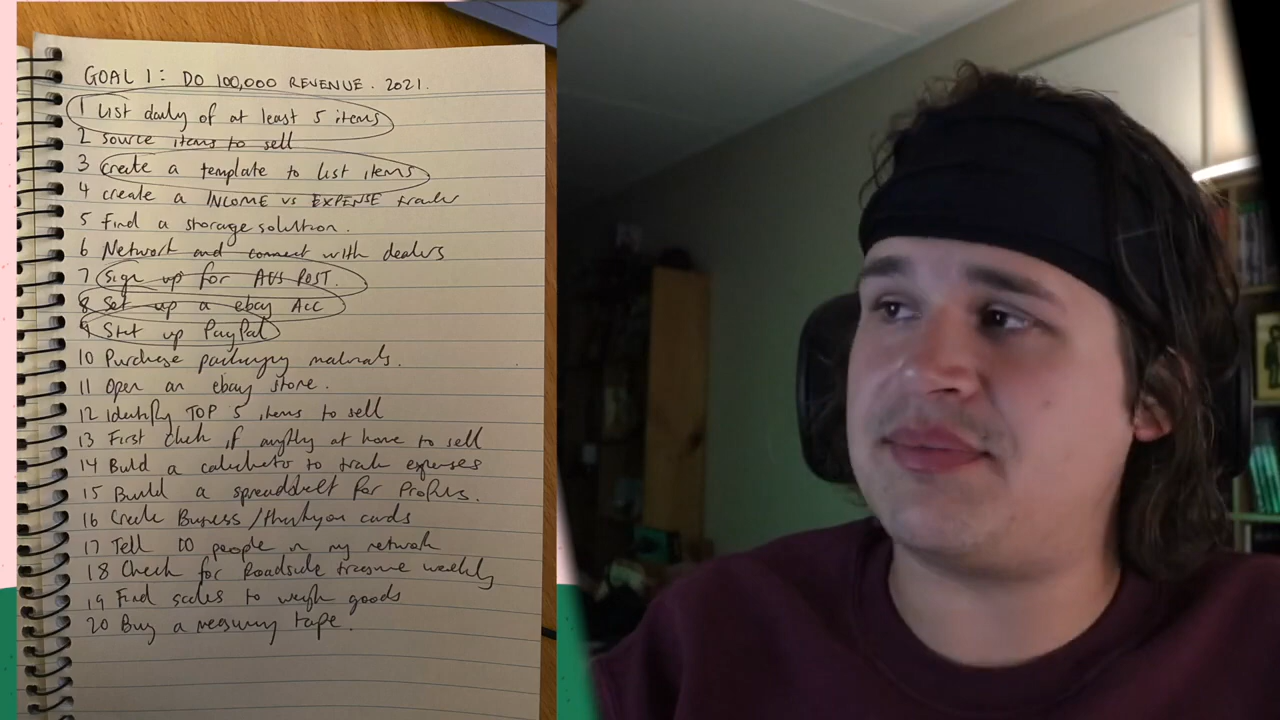 GOAL 1: DO 100,000 REVENUE. 2021.
1 List daily of at least 5 items
2 source items to sell
3 create a template to list items
4 create a INCOME vs EXPENSE tracker
5 Find a storage solution.
6 Network and connect with dealers
7 Sign up for AUS POST.
8 Set up a ebay Acc
9 Set up PayPal
10 Purchase packaging materials.
11 Open an ebay store.
12 Identify TOP 5 items to sell
13 First check if anything at home to sell
14 Build a calculator to track expenses
15 Build a spreadsheet for Profits.
16 Create Business / thankyou cards
17 Tell 10 people in my network
18 Check for Roadside treasure weekly
19 Find scales to weigh goods
20 Buy a measuring tape.